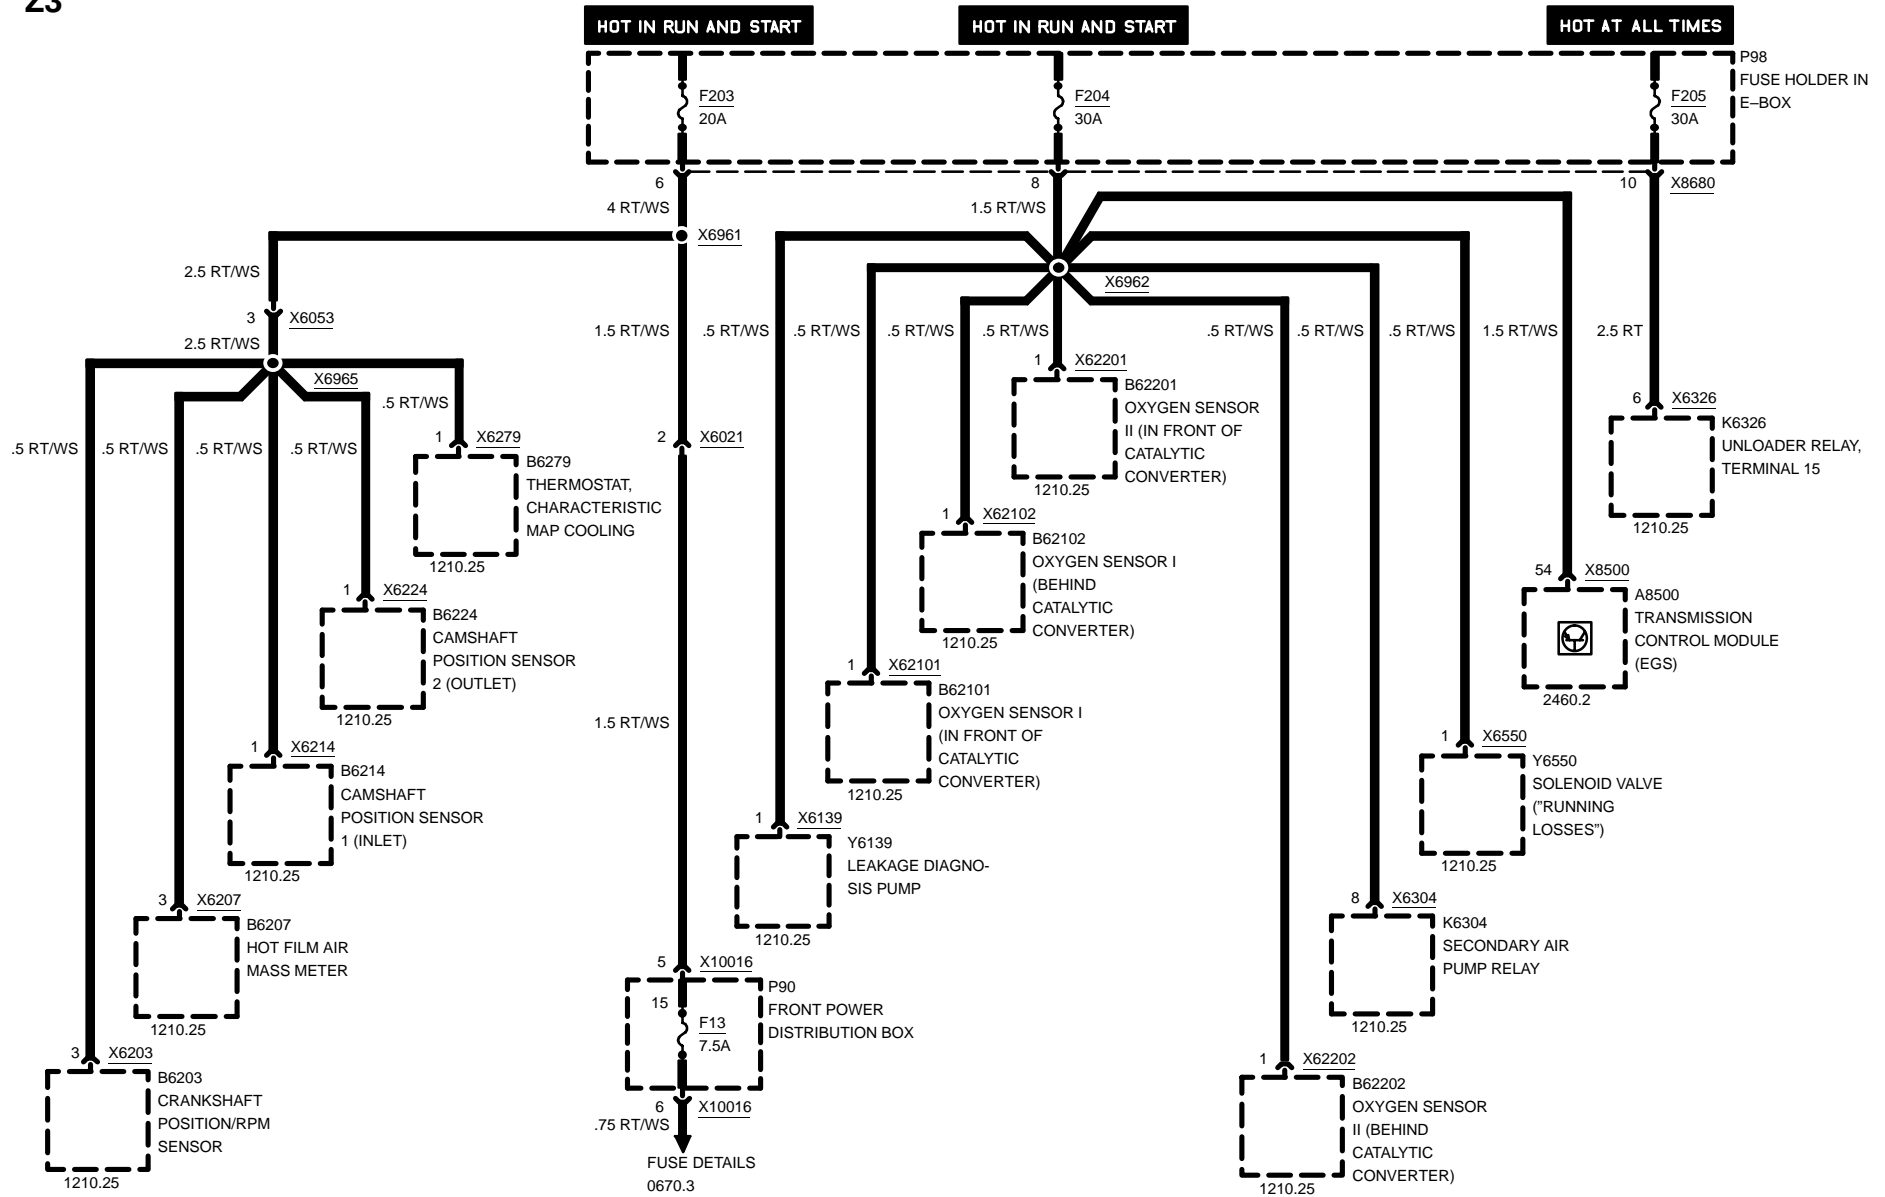 Z3
HOT IN RUN AND START
HOT IN RUN AND START
HOT AT ALL TIMES
P98
FUSE HOLDER IN
E–BOX
F203
20A
F204
30A
F205
30A
6
8
10
X8680
4 RT/WS
1.5 RT/WS
X6961
2.5 RT/WS
X6962
3
X6053
2.5 RT/WS
1.5 RT/WS
.5 RT/WS
.5 RT/WS
.5 RT/WS
.5 RT/WS
.5 RT/WS
.5 RT/WS
.5 RT/WS
1.5 RT/WS
2.5 RT
X6965
.5 RT/WS
.5 RT/WS
.5 RT/WS
.5 RT/WS
.5 RT/WS
1
X6279
B6279
THERMOSTAT,
CHARACTERISTIC
MAP COOLING
1210.25
2
X6021
1
X62201
B62201
OXYGEN SENSOR
II (IN FRONT OF
CATALYTIC
CONVERTER)
1210.25
6
X6326
K6326
UNLOADER RELAY,
TERMINAL 15
1210.25
1
X62102
B62102
OXYGEN SENSOR I
(BEHIND
CATALYTIC
CONVERTER)
1210.25
1
X6224
B6224
CAMSHAFT
POSITION SENSOR
2 (OUTLET)
1210.25
54
X8500
A8500
TRANSMISSION
CONTROL MODULE
(EGS)
2460.2
1
X62101
B62101
OXYGEN SENSOR I
(IN FRONT OF
CATALYTIC
CONVERTER)
1210.25
1.5 RT/WS
1
X6214
B6214
CAMSHAFT
POSITION SENSOR
1 (INLET)
1210.25
1
X6550
Y6550
SOLENOID VALVE
("RUNNING
LOSSES")
1210.25
1
X6139
Y6139
LEAKAGE DIAGNO-
SIS PUMP
1210.25
3
X6207
B6207
HOT FILM AIR
MASS METER
1210.25
8
X6304
K6304
SECONDARY AIR
PUMP RELAY
1210.25
5
X10016
P90
FRONT POWER
DISTRIBUTION BOX
15
F13
7.5A
6
X10016
.75 RT/WS
FUSE DETAILS
0670.3
3
X6203
B6203
CRANKSHAFT
POSITION/RPM
SENSOR
1210.25
1
X62202
B62202
OXYGEN SENSOR
II (BEHIND
CATALYTIC
CONVERTER)
1210.25